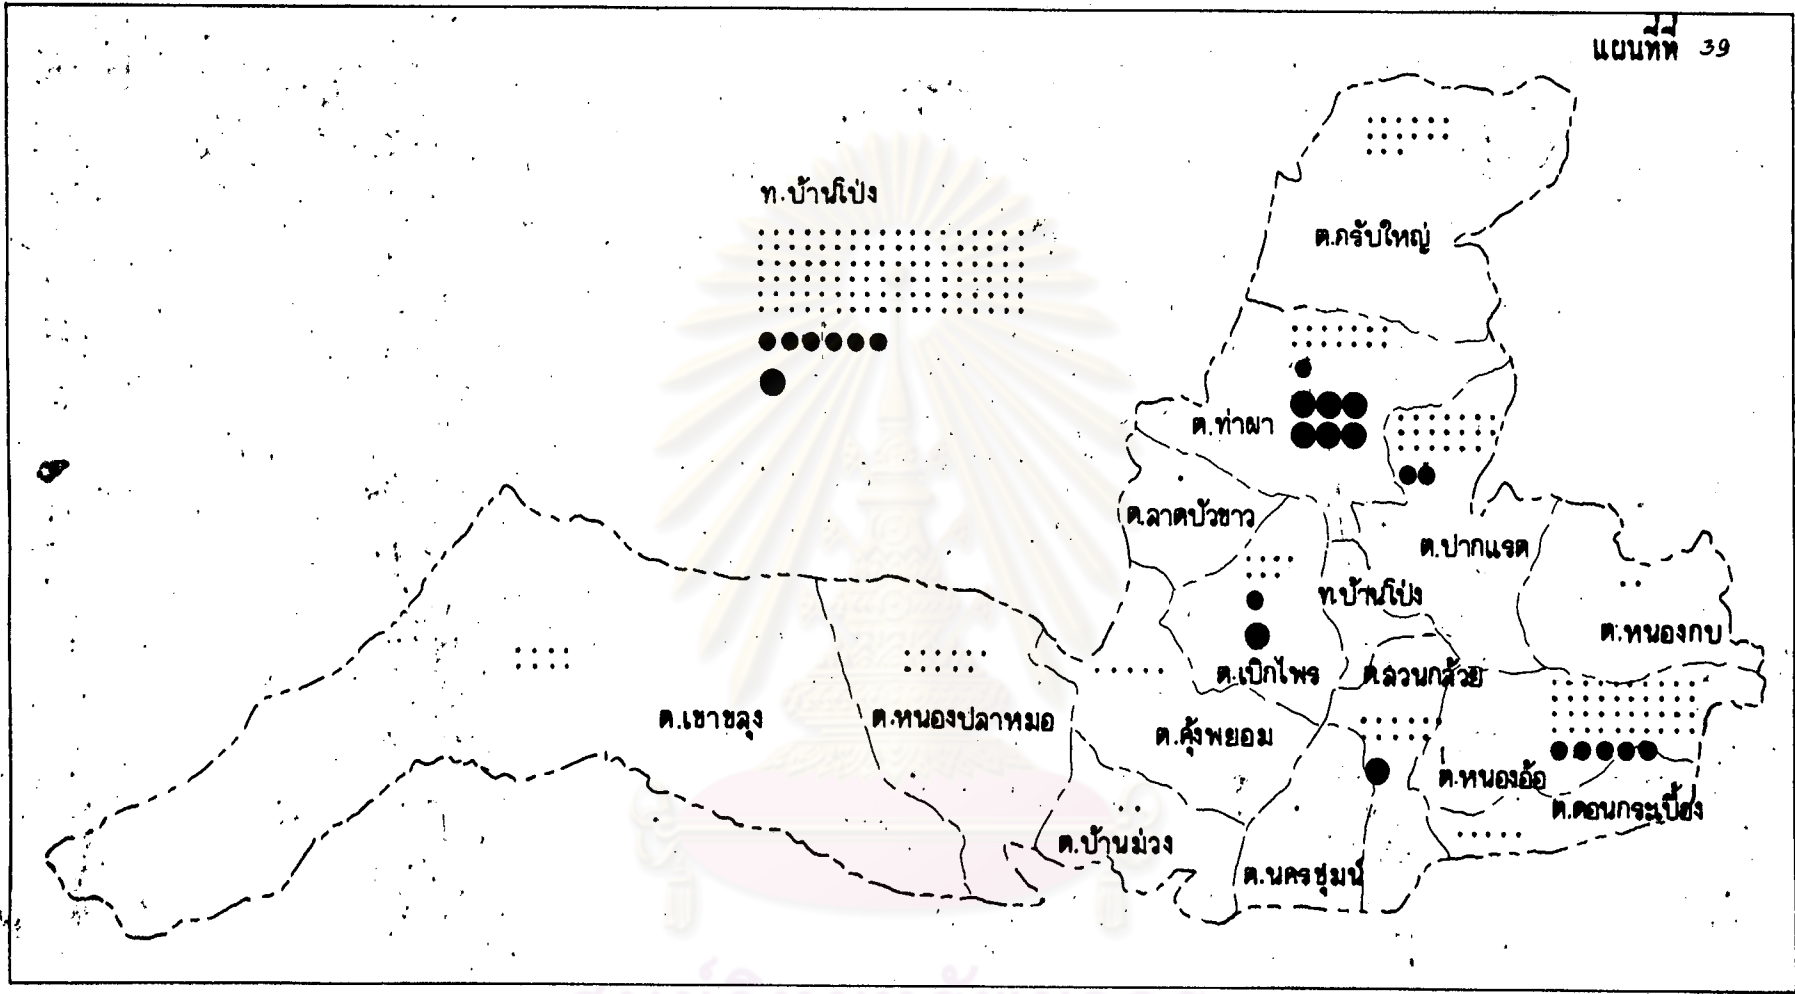 แผนที่ที่ 39
ท.บ้านโป่ง
ต.กรับใหญ่
ต.ท่าผา
ต.ลาดบัวขาว
ต.ปากแรต
ท.บ้านโป่ง
ต.หนองกบ
ต.เบิกไพร
ต.สวนกล้วย
ต.เขาขลุง
ต.หนองปลาหมอ
ต.คุ้งพยอม
ต.หนองอ้อ
ต.ดอนกระเบื้อง
ต.บ้านม่วง
ต.นครชุมน์